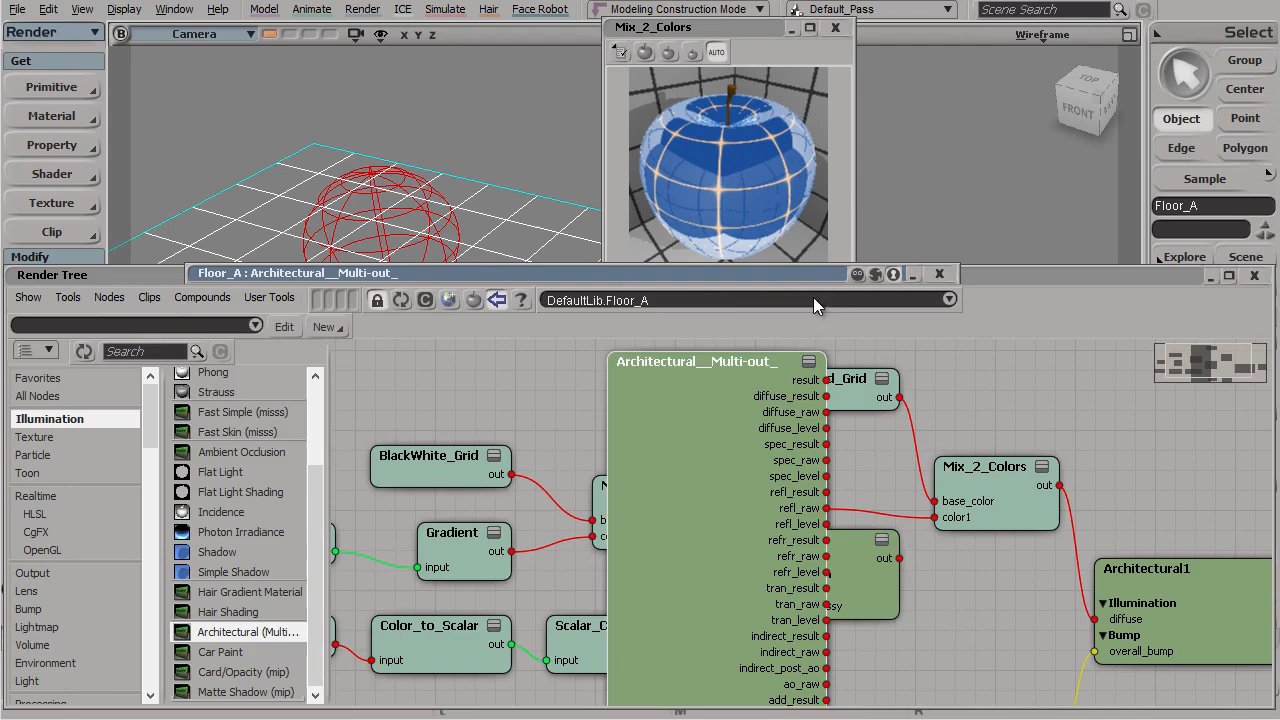 File Edit View Display Window Help Model Animate Render ICE Simulate Hair Face Robot Modeling Construction Mode Default_Pass Scene Search C
Render
B Camera X Y Z
Mix_2_Colors
Wireframe
Select
Get
Primitive
Material
Property
Shader
Texture
Clip
Modify
AUTO
TOP
FRONT
Group
Center
Object
Point
Edge
Polygon
Sample
Floor_A
Explore Scene
Render Tree
Floor_A : Architectural__Multi-out_
Show Tools Nodes Clips Compounds User Tools
C
?
DefaultLib.Floor_A
Edit New
Search
C
Favorites
All Nodes
Illumination
Texture
Particle
Toon
Realtime
HLSL
CgFX
OpenGL
Output
Lens
Bump
Lightmap
Volume
Environment
Light
Phong
Strauss
Fast Simple (misss)
Fast Skin (misss)
Ambient Occlusion
Flat Light
Flat Light Shading
Incidence
Photon Irradiance
Shadow
Simple Shadow
Hair Gradient Material
Hair Shading
Architectural (Multi...
Car Paint
Card/Opacity (mip)
Matte Shadow (mip)
BlackWhite_Grid
out
Gradient
out
input
Color_to_Scalar
out
input
Scalar_C
input
Architectural__Multi-out_
result
diffuse_result
diffuse_raw
diffuse_level
spec_result
spec_raw
spec_level
refl_result
refl_raw
refl_level
refr_result
refr_raw
refr_level
tran_result
tran_raw
tran_level
indirect_result
indirect_raw
indirect_post_ao
ao_raw
add_result
d_Grid
out
out
ssy
Mix_2_Colors
out
base_color
color1
Architectural1
Illumination
diffuse
Bump
overall_bump